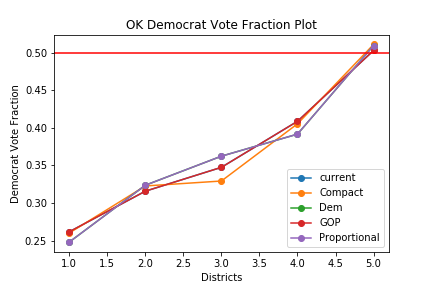 OK Democrat Vote Fraction Plot
0.50
0.45
0.40
0.35
0.30
0.25
Democrat Vote Fraction
current
Compact
Dem
GOP
Proportional
1.0 1.5 2.0 2.5 3.0 3.5 4.0 4.5 5.0
Districts